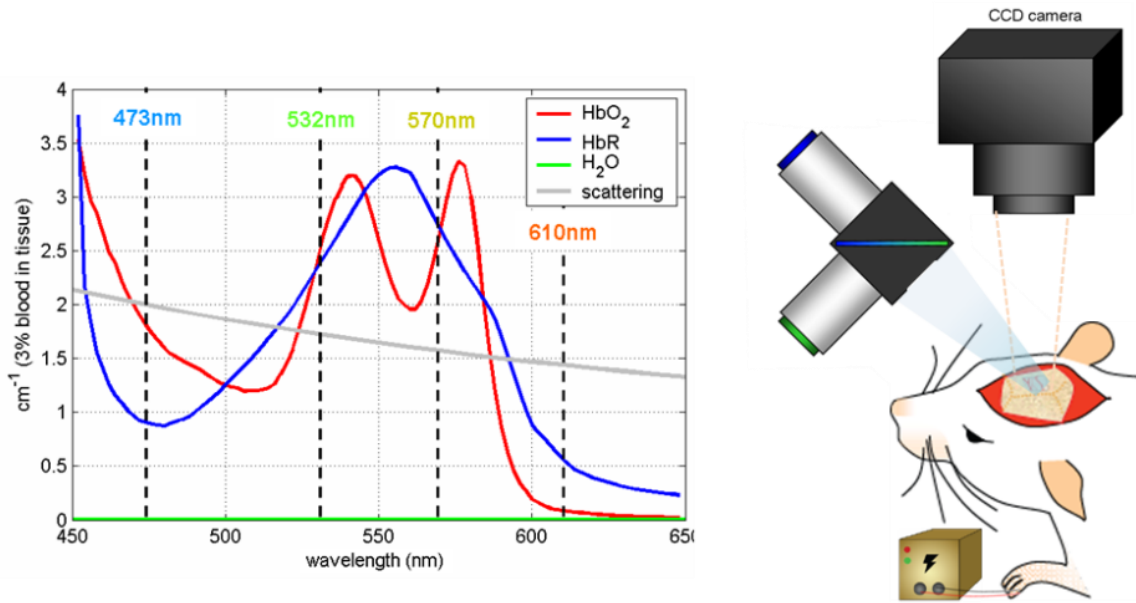 CCD camera
473nm
532nm
570nm
610nm
HbO2
HbR
H2O
scattering
4
3.5
3
2.5
2
1.5
1
0.5
0
450
500
550
600
650
cm-1 (3% blood in tissue)
wavelength (nm)